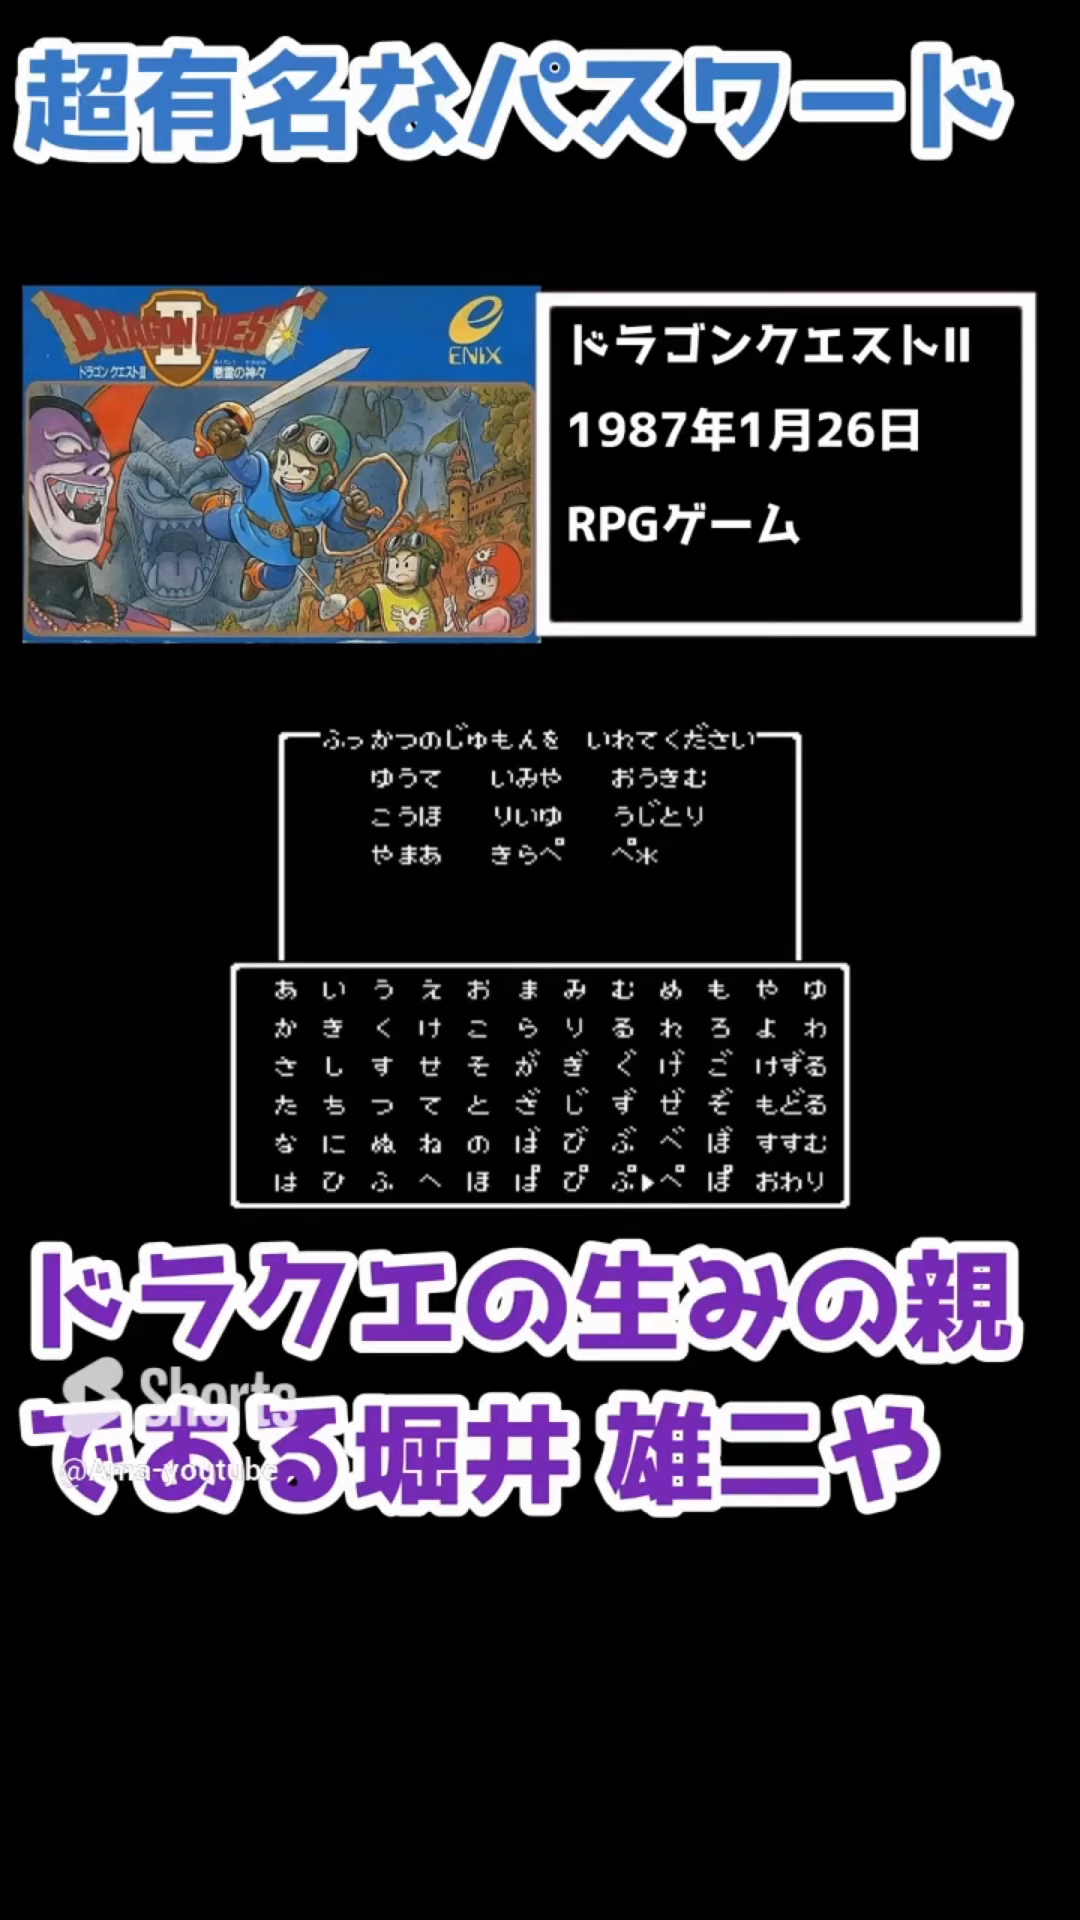 超有名なパスワード
DRAGON QUEST II
ドラゴンクエストII 悪霊の神々
ENIX
ドラゴンクエストII
1987年1月26日
RPGゲーム
ふっかつのじゅもんを いれてください
ゆうて いみや おうきむ
こうほ りいゆ うじとり
やまあ きらぺ ぺ*
あ い う え お ま み む め も や ゆ
か き く け こ ら り る れ ろ よ わ
さ し す せ そ が ぎ ぐ げ ご けずる
た ち つ て と ざ じ ず ぜ ぞ もどる
な に ぬ ね の ば び ぶ べ ぼ すすむ
は ひ ふ へ ほ ぱ ぴ ぷ▶ぺ ぽ おわり
ドラクエの生みの親
である堀井 雄二や
Shorts
@Ama-youtube